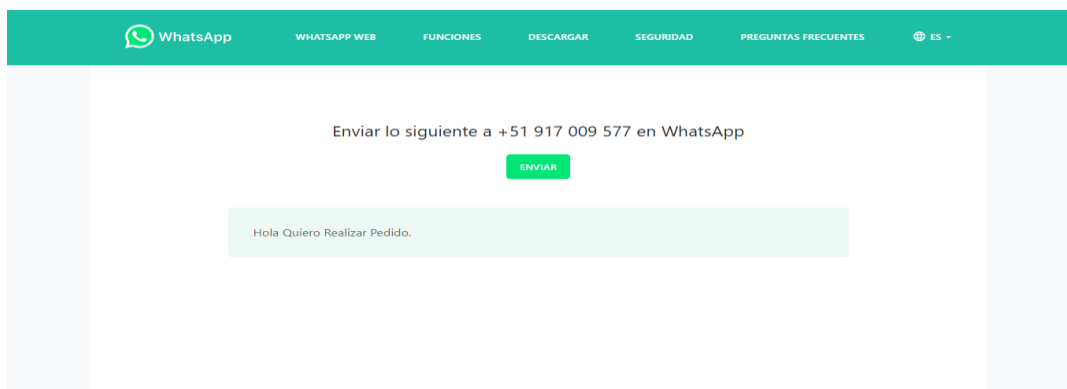 WhatsApp WHATSAPP WEB FUNCIONES DESCARGAR SEGURIDAD PREGUNTAS FRECUENTES ES
Enviar lo siguiente a +51 917 009 577 en WhatsApp
ENVIAR
Hola Quiero Realizar Pedido.